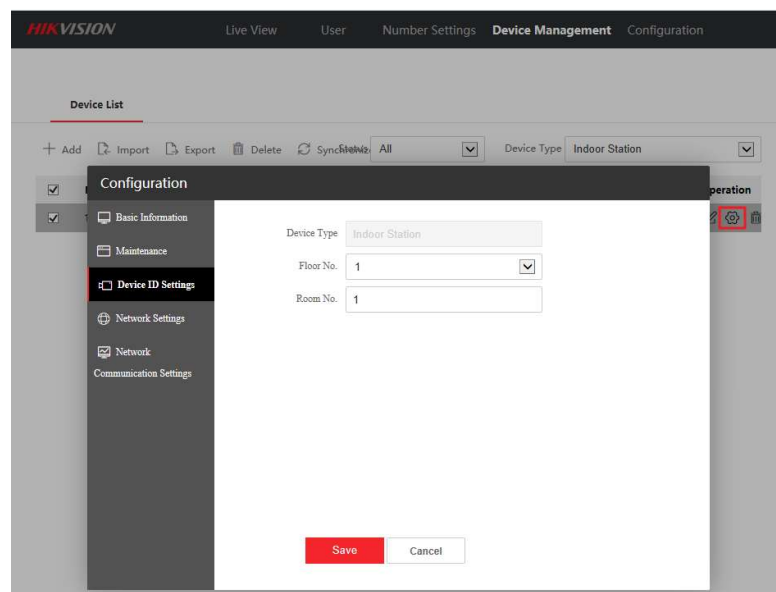 HIKVISION Live View User Number Settings Device Management Configuration
Device List
Add Import Export Delete Status All Device Type Indoor Station
Configuration
Basic Information
Device Type Indoor Station
Maintenance
Floor No. 1
Device ID Settings
Room No. 1
Network Settings
Network
Communication Settings
Save Cancel